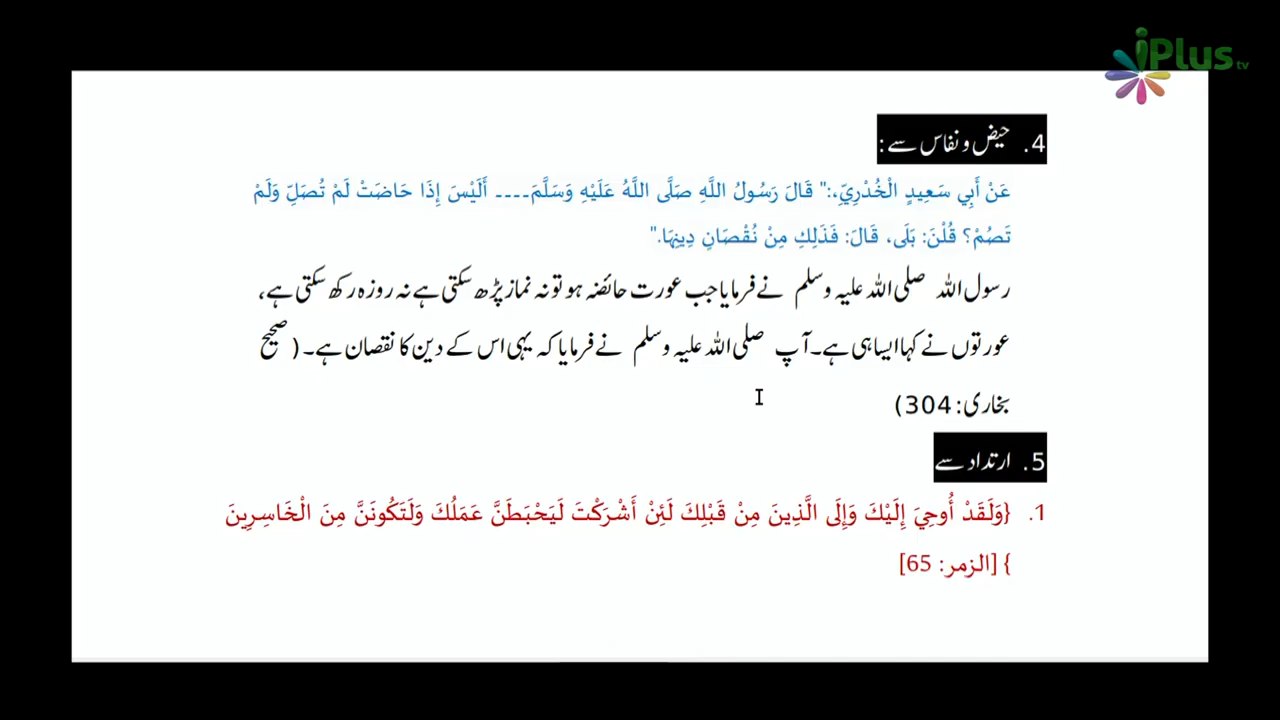 iPlus tv
4. حیض و نفاس سے :
عَنْ أَبِي سَعِيدٍ الْخُدْرِيِّ،:" قَالَ رَسُولُ اللَّهِ صَلَّى اللَّهُ عَلَيْهِ وَسَلَّمَ۔۔۔۔ أَلَيْسَ إِذَا حَاضَتْ لَمْ تُصَلِّ وَلَمْ
تَصُمْ؟ قُلْنَ: بَلَى، قَالَ: فَذَلِكِ مِنْ نُقْصَانِ دِينِهَا."
رسول اللہ صلی اللہ علیہ وسلم نے فرمایا جب عورت حائضہ ہو تو نہ نماز پڑھ سکتی ہے نہ روزہ رکھ سکتی ہے،
عورتوں نے کہا ایسا ہی ہے۔ آپ صلی اللہ علیہ وسلم نے فرمایا کہ یہی اس کے دین کا نقصان ہے۔ ( صحیح
بخاری: 304)
5. ارتداد سے
1. {وَلَقَدْ أُوحِيَ إِلَيْكَ وَإِلَى الَّذِينَ مِنْ قَبْلِكَ لَئِنْ أَشْرَكْتَ لَيَحْبَطَنَّ عَمَلُكَ وَلَتَكُونَنَّ مِنَ الْخَاسِرِينَ
} [الزمر: 65]